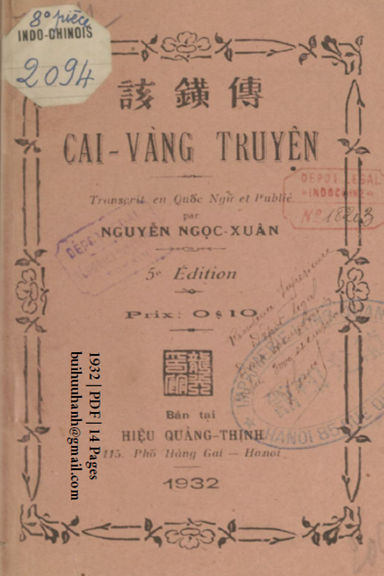 8º pièce
INDO-CHINOIS
2094
該鐄傳
CAI-VÀNG TRUYỆN
Transcrit en Quốc Ngữ et Publié
par
NGUYỄN NGỌC-XUÂN
DEPOT LEGAL
INDOCHINE
Nº 18203
5e Édition
Prix: 0$10
Bán tại
HIỆU QUẢNG-THỊNH
115. Phố Hàng Gai — Hanoi
1932
1932 | PDF | 14 Pages
buihuuhanh@gmail.com